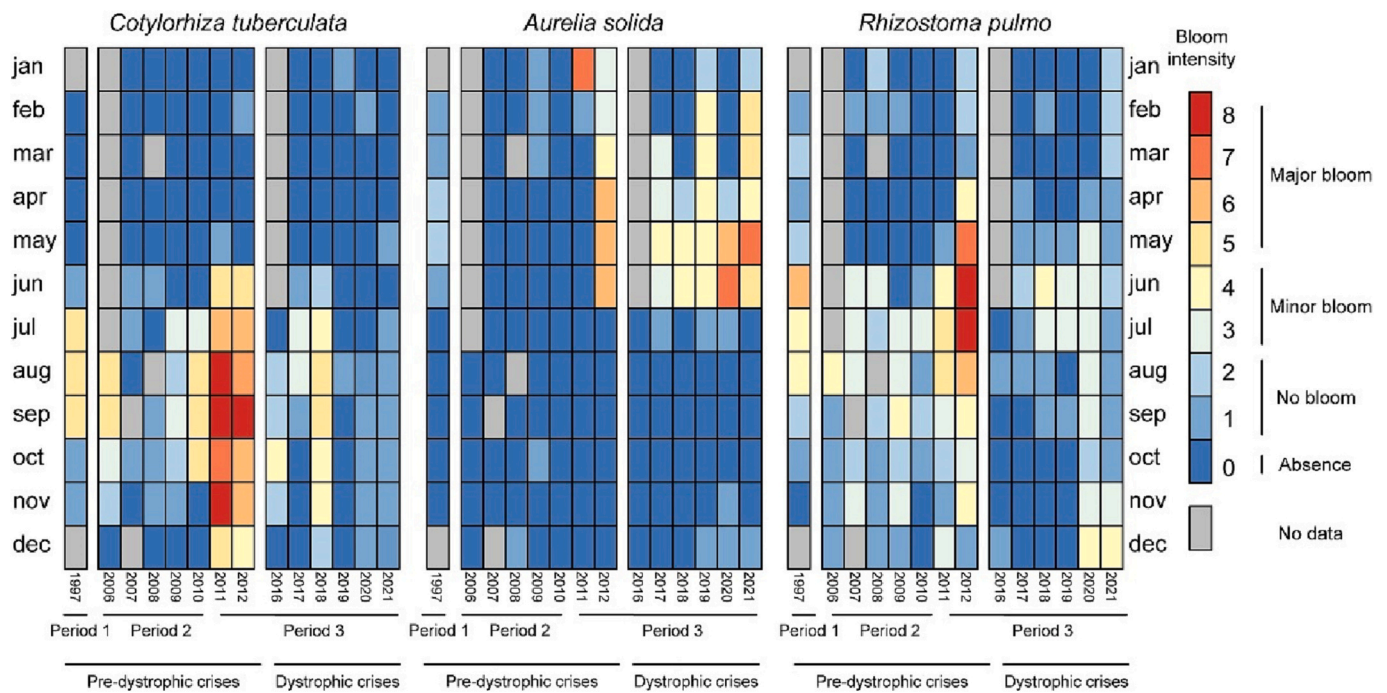 Cotylorhiza tuberculata Aurelia solida Rhizostoma pulmo
Bloom intensity
jan jan
feb feb
mar mar
apr apr
may may
jun jun
jul jul
aug aug
sep sep
oct oct
nov nov
dec dec
8
7
6
5
4
3
2
1
0
Major bloom
Minor bloom
No bloom
Absence
No data
1997 2006 2007 2008 2009 2010 2011 2012 2016 2017 2018 2019 2020 2021 1997 2006 2007 2008 2009 2010 2011 2012 2016 2017 2018 2019 2020 2021 1997 2006 2007 2008 2009 2010 2011 2012 2016 2017 2018 2019 2020 2021
Period 1 Period 2 Period 3 Period 1 Period 2 Period 3 Period 1 Period 2 Period 3
Pre-dystrophic crises Dystrophic crises Pre-dystrophic crises Dystrophic crises Pre-dystrophic crises Dystrophic crises